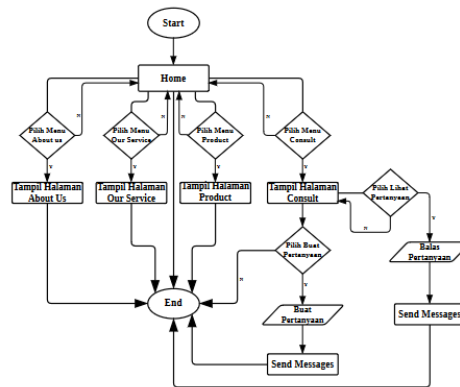 Start
Home
Pilih Menu
About us
N
Y
Pilih Menu
Our Service
N
Y
Pilih Menu
Product
N
Y
Pilih Menu
Consult
N
Y
Tampil Halaman
About Us
Tampil Halaman
Our Service
Tampil Halaman
Product
Tampil Halaman
Consult
Pilih Lihat
Pertanyaan
N
Y
Pilih Buat
Pertanyaan
N
Y
Balas
Pertanyaan
End
Buat
Pertanyaan
Send Messages
Send Messages